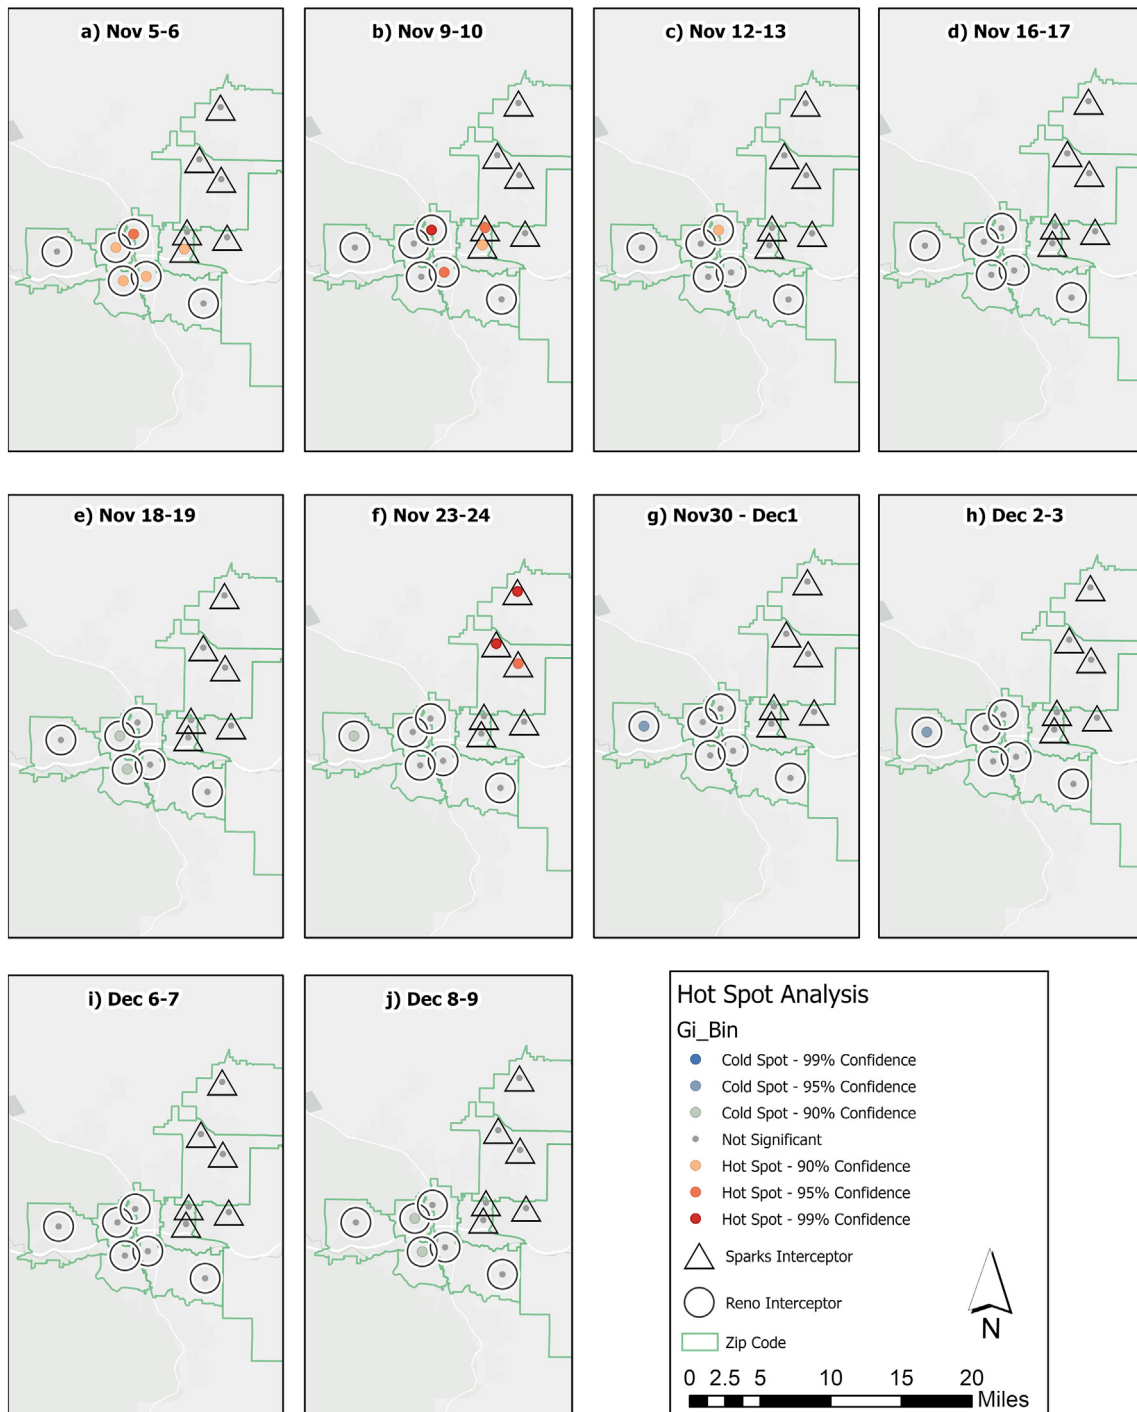 a) Nov 5-6
b) Nov 9-10
c) Nov 12-13
d) Nov 16-17
e) Nov 18-19
f) Nov 23-24
g) Nov30 - Dec1
h) Dec 2-3
i) Dec 6-7
j) Dec 8-9
Hot Spot Analysis
Gi_Bin
Cold Spot - 99% Confidence
Cold Spot - 95% Confidence
Cold Spot - 90% Confidence
Not Significant
Hot Spot - 90% Confidence
Hot Spot - 95% Confidence
Hot Spot - 99% Confidence
Sparks Interceptor
Reno Interceptor
N
Zip Code
0 2.5 5 10 15 20
Miles